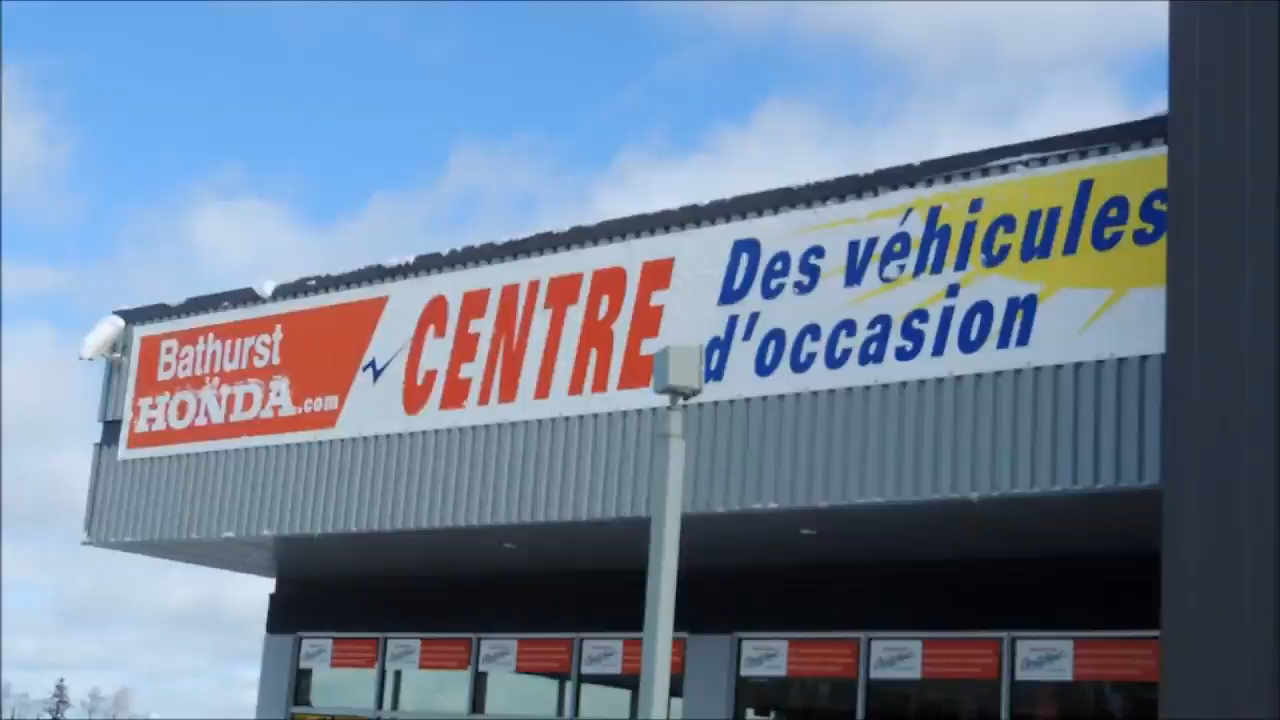 Bathurst
HONDA.com
CENTRE
Des véhicules
d'occasion